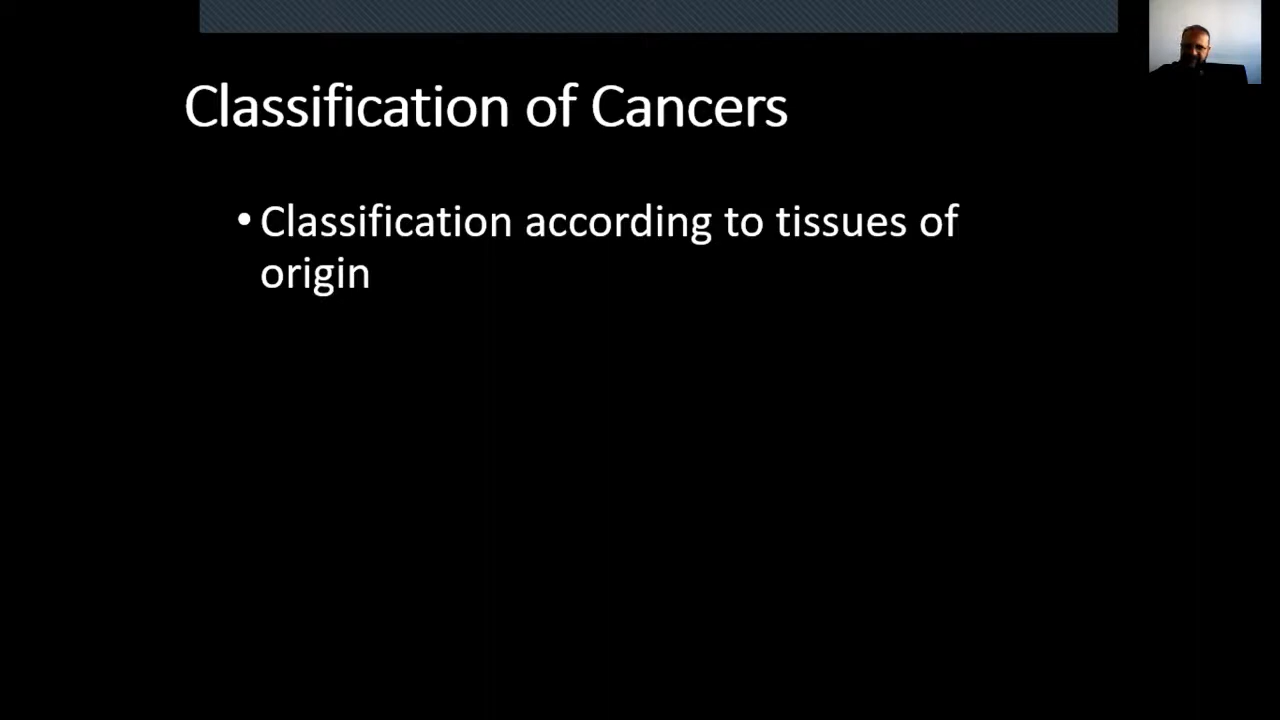 Classification of Cancers
• Classification according to tissues of
origin